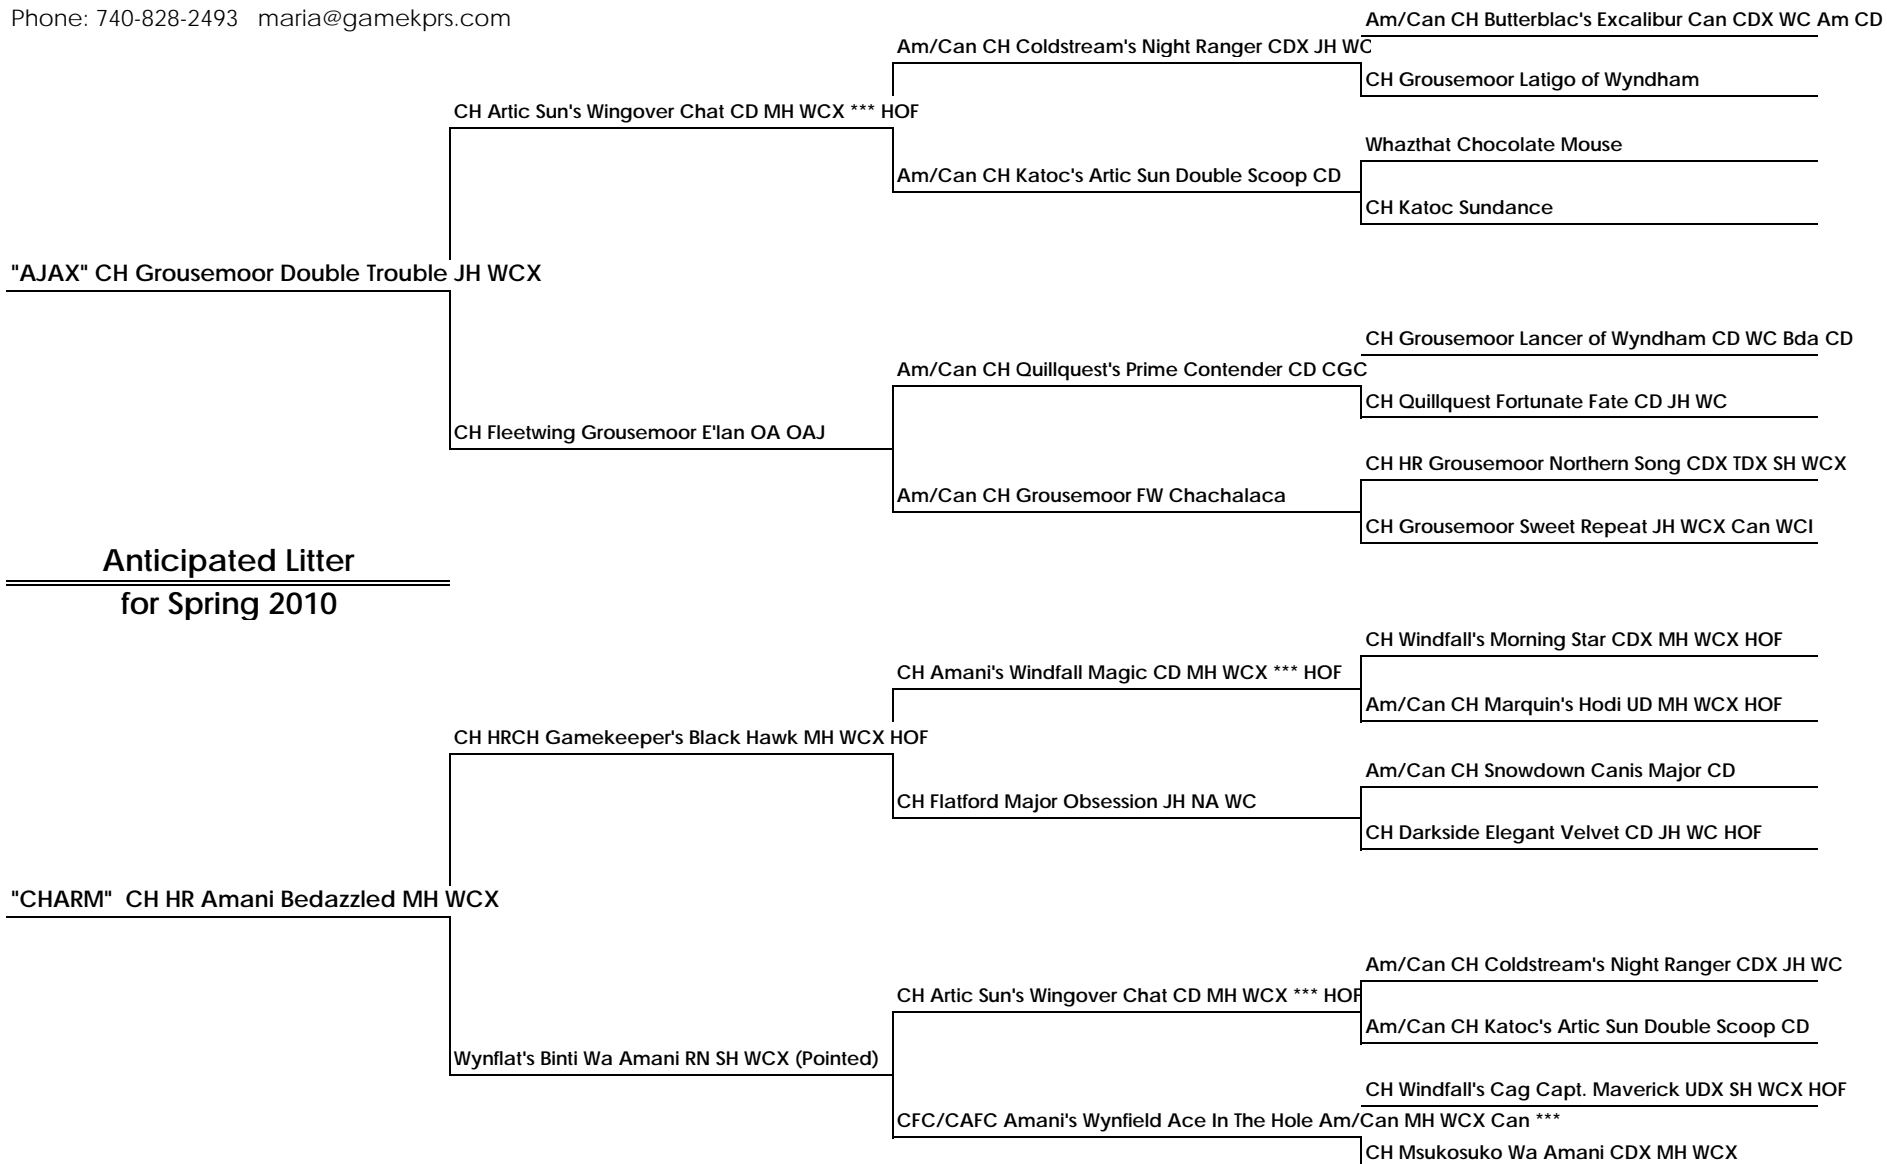 Phone: 740-828-2493   maria@gamekprs.com
Am/Can CH Butterblac's Excalibur Can CDX WC Am CD
Am/Can CH Coldstream's Night Ranger CDX JH WC
CH Grousemoor Latigo of Wyndham
CH Artic Sun's Wingover Chat CD MH WCX *** HOF
Whazthat Chocolate Mouse
Am/Can CH Katoc's Artic Sun Double Scoop CD
CH Katoc Sundance
"AJAX" CH Grousemoor Double Trouble JH WCX
CH Grousemoor Lancer of Wyndham CD WC Bda CD
Am/Can CH Quillquest's Prime Contender CD CGC
CH Quillquest Fortunate Fate CD JH WC
CH Fleetwing Grousemoor E'lan OA OAJ
CH HR Grousemoor Northern Song CDX TDX SH WCX
Am/Can CH Grousemoor FW Chachalaca
CH Grousemoor Sweet Repeat JH WCX Can WCI
Anticipated Litter
for Spring 2010
CH Windfall's Morning Star CDX MH WCX HOF
CH Amani's Windfall Magic CD MH WCX *** HOF
Am/Can CH Marquin's Hodi UD MH WCX HOF
CH HRCH Gamekeeper's Black Hawk MH WCX HOF
Am/Can CH Snowdown Canis Major CD
CH Flatford Major Obsession JH NA WC
CH Darkside Elegant Velvet CD JH WC HOF
"CHARM"  CH HR Amani Bedazzled MH WCX
Am/Can CH Coldstream's Night Ranger CDX JH WC
CH Artic Sun's Wingover Chat CD MH WCX *** HOF
Am/Can CH Katoc's Artic Sun Double Scoop CD
Wynflat's Binti Wa Amani RN SH WCX (Pointed)
CH Windfall's Cag Capt. Maverick UDX SH WCX HOF
CFC/CAFC Amani's Wynfield Ace In The Hole Am/Can MH WCX Can ***
CH Msukosuko Wa Amani CDX MH WCX